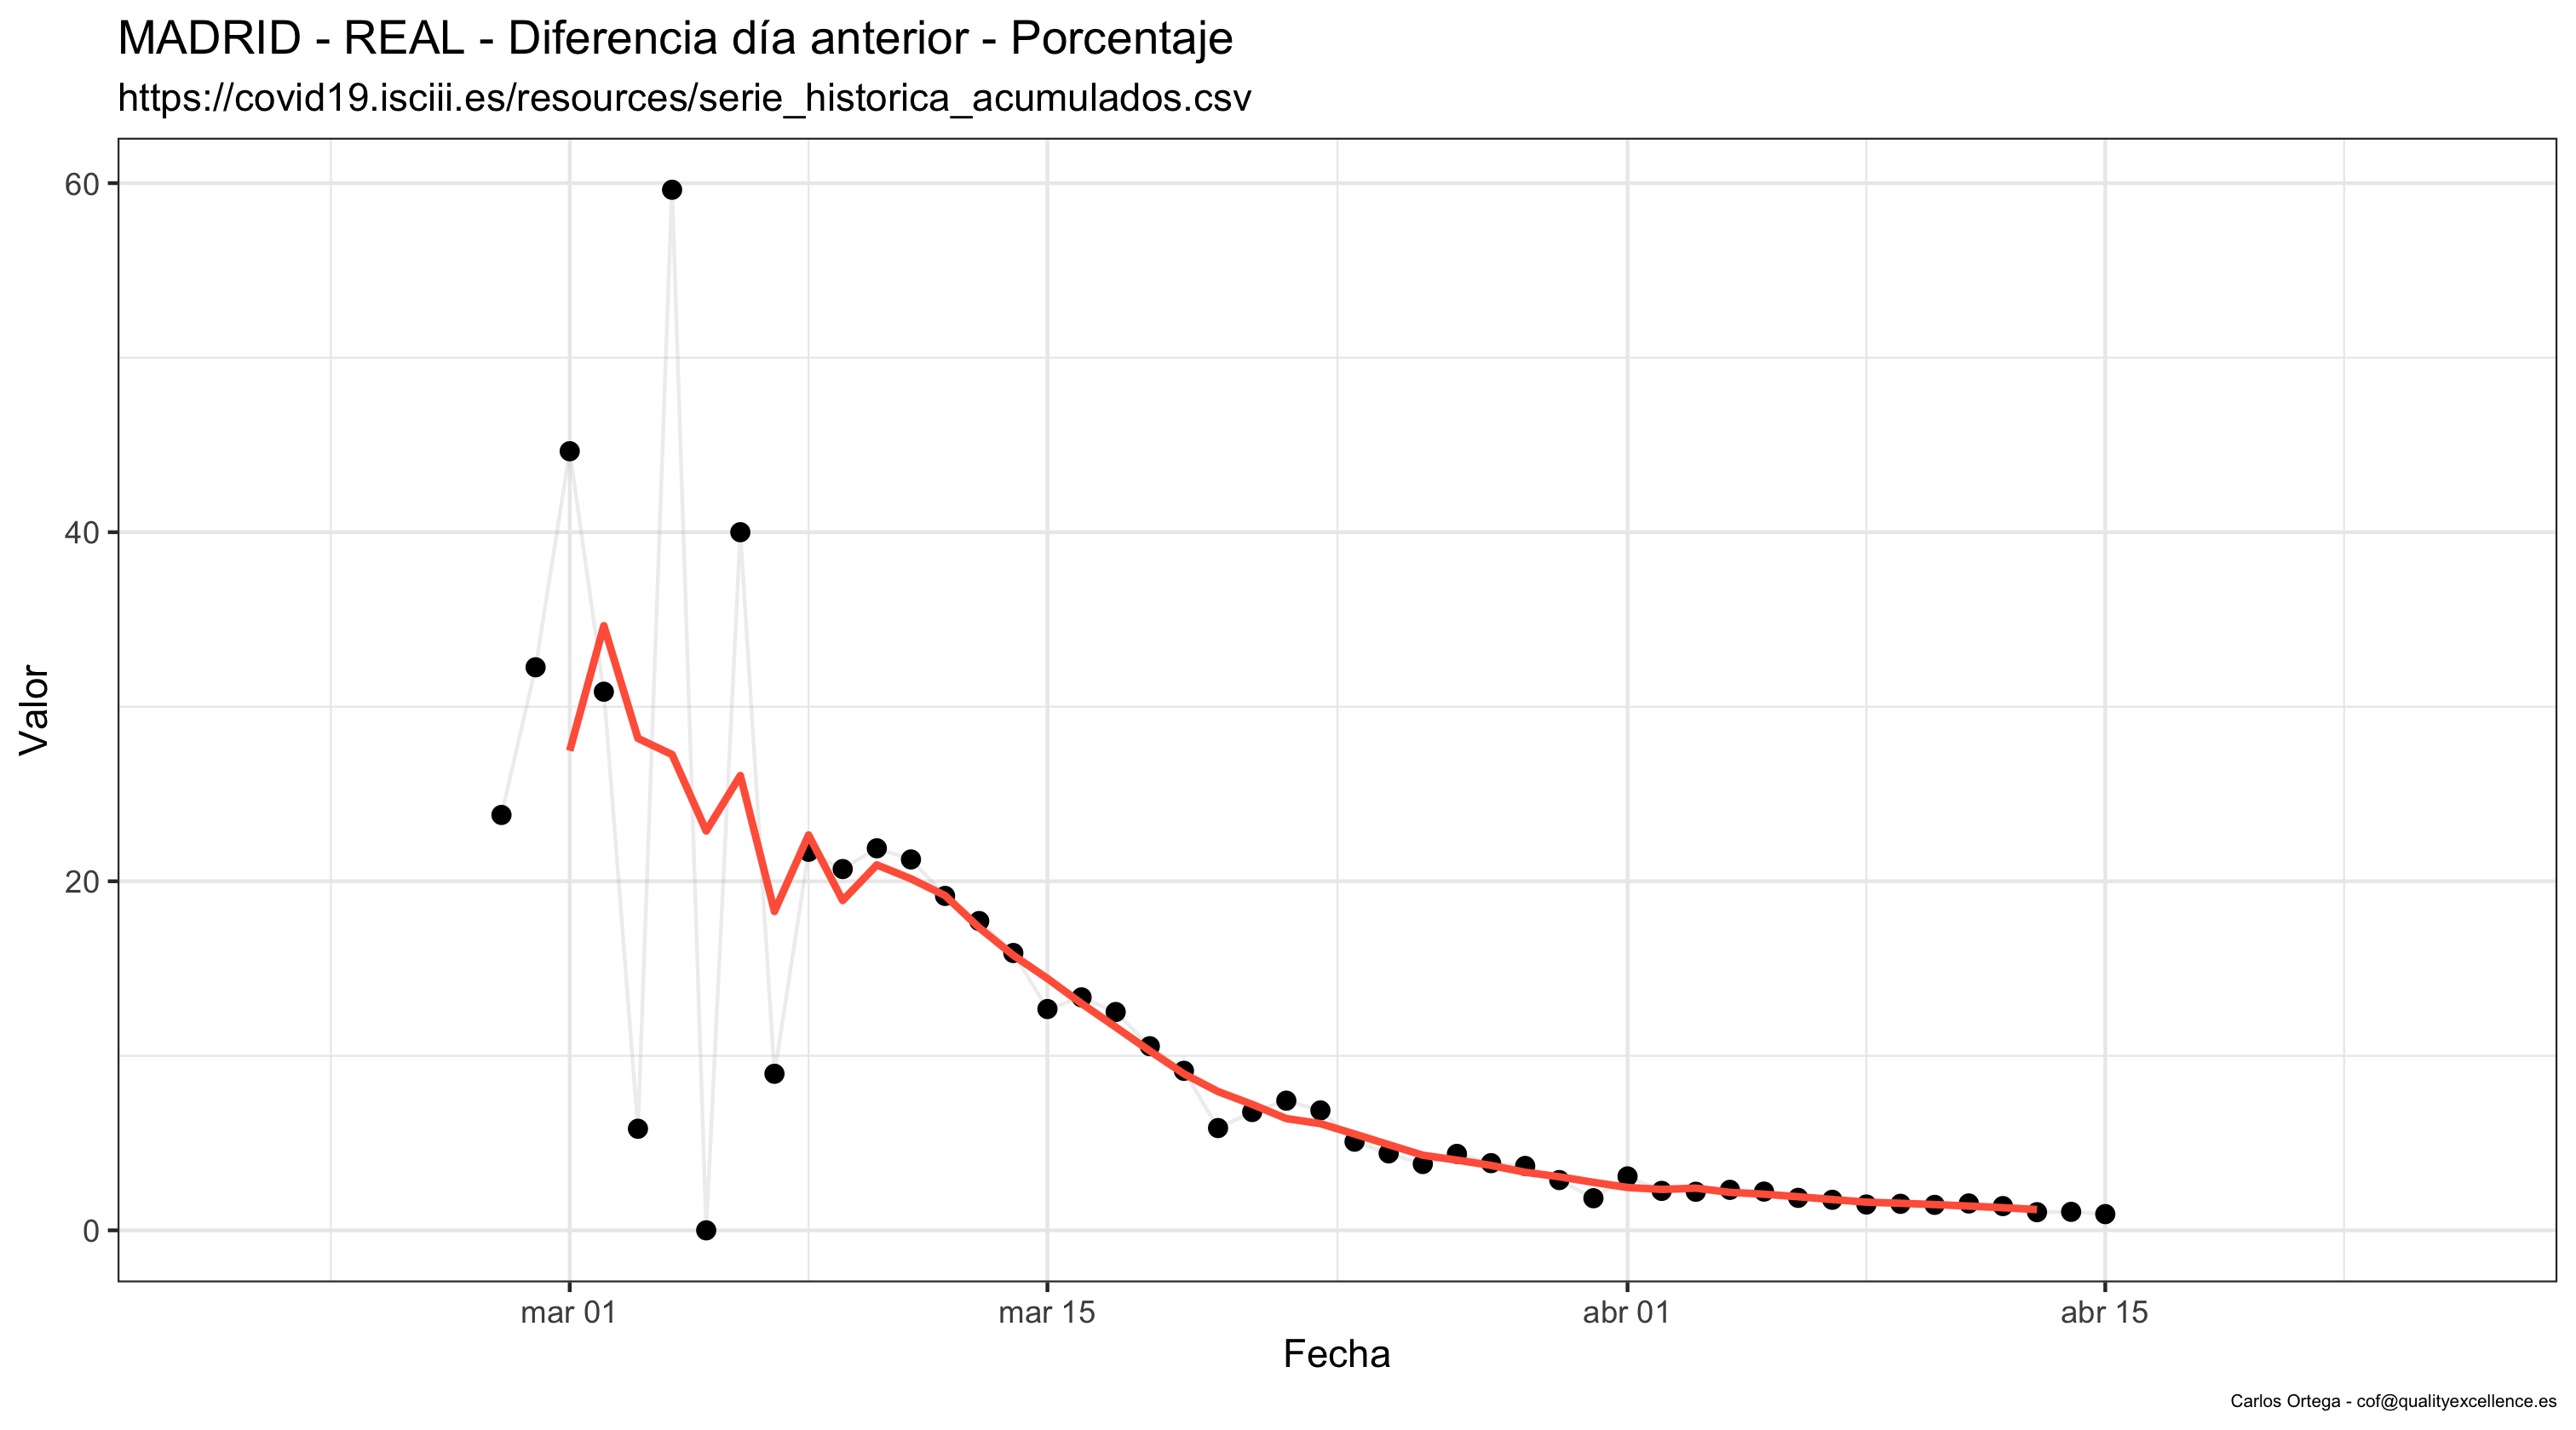 MADRID - REAL - Diferencia día anterior - Porcentaje
https://covid19.isciii.es/resources/serie_historica_acumulados.csv
60
40
20
0
Valor
mar 01
mar 15
abr 01
abr 15
Fecha
Carlos Ortega - cof@qualityexcellence.es